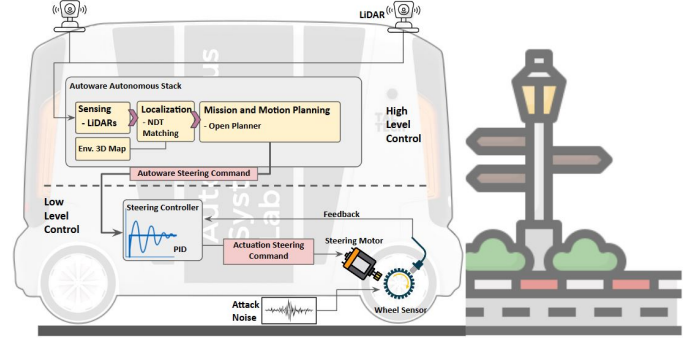 LiDAR
Autoware Autonomous Stack
Sensing
- LiDARs
Localization
- NDT
Matching
Mission and Motion Planning
- Open Planner
Env. 3D Map
High
Level
Control
Autoware Steering Command
Low
Level
Control
Steering Controller
PID
Feedback
Actuation Steering
Command
Steering Motor
Attack
Noise
Wheel Sensor
Lab